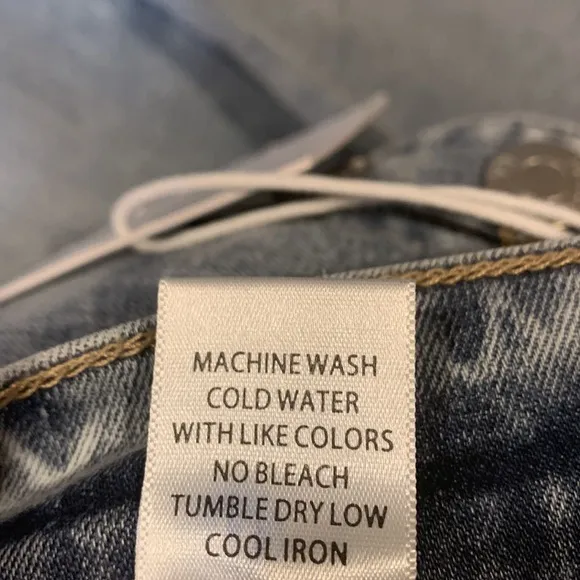 MACHINE WASH
COLD WATER
WITH LIKE COLORS
NO BLEACH
TUMBLE DRY LOW
COOL IRON